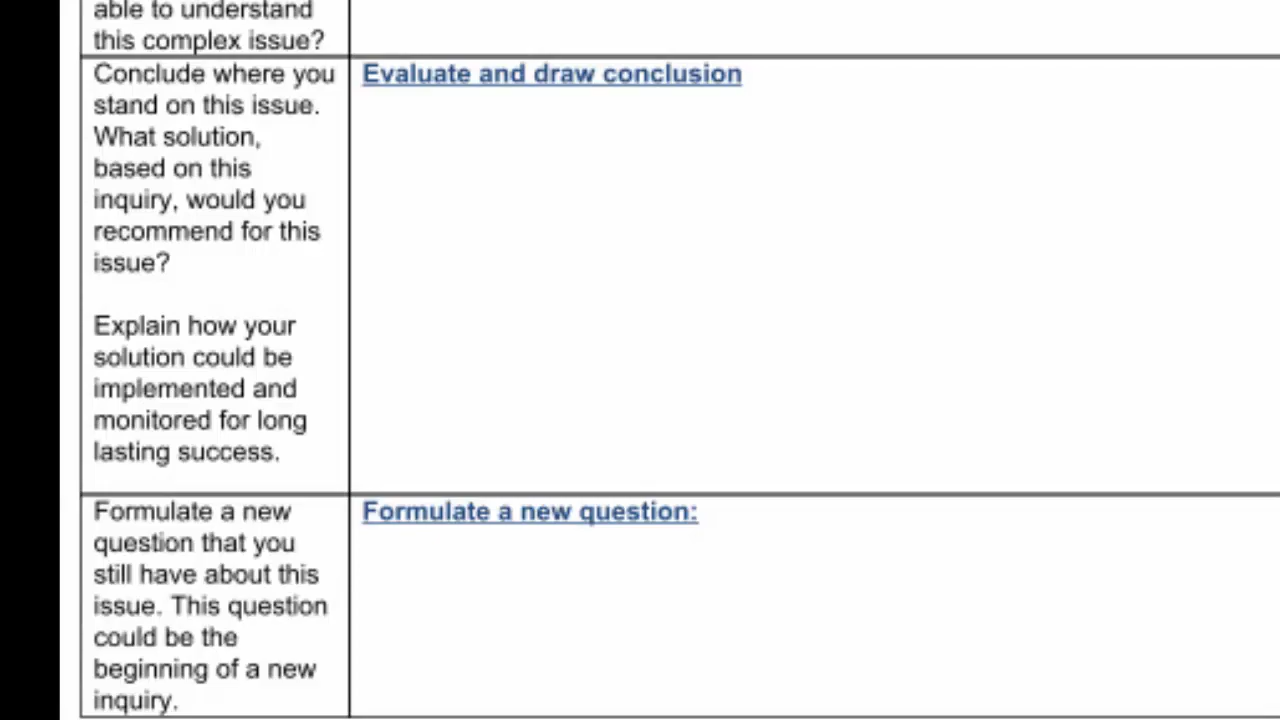 able to understand
this complex issue?
Conclude where you
stand on this issue.
What solution,
based on this
inquiry, would you
recommend for this
issue?
Explain how your
solution could be
implemented and
monitored for long
lasting success.
Evaluate and draw conclusion
Formulate a new
question that you
still have about this
issue. This question
could be the
beginning of a new
inquiry.
Formulate a new question: